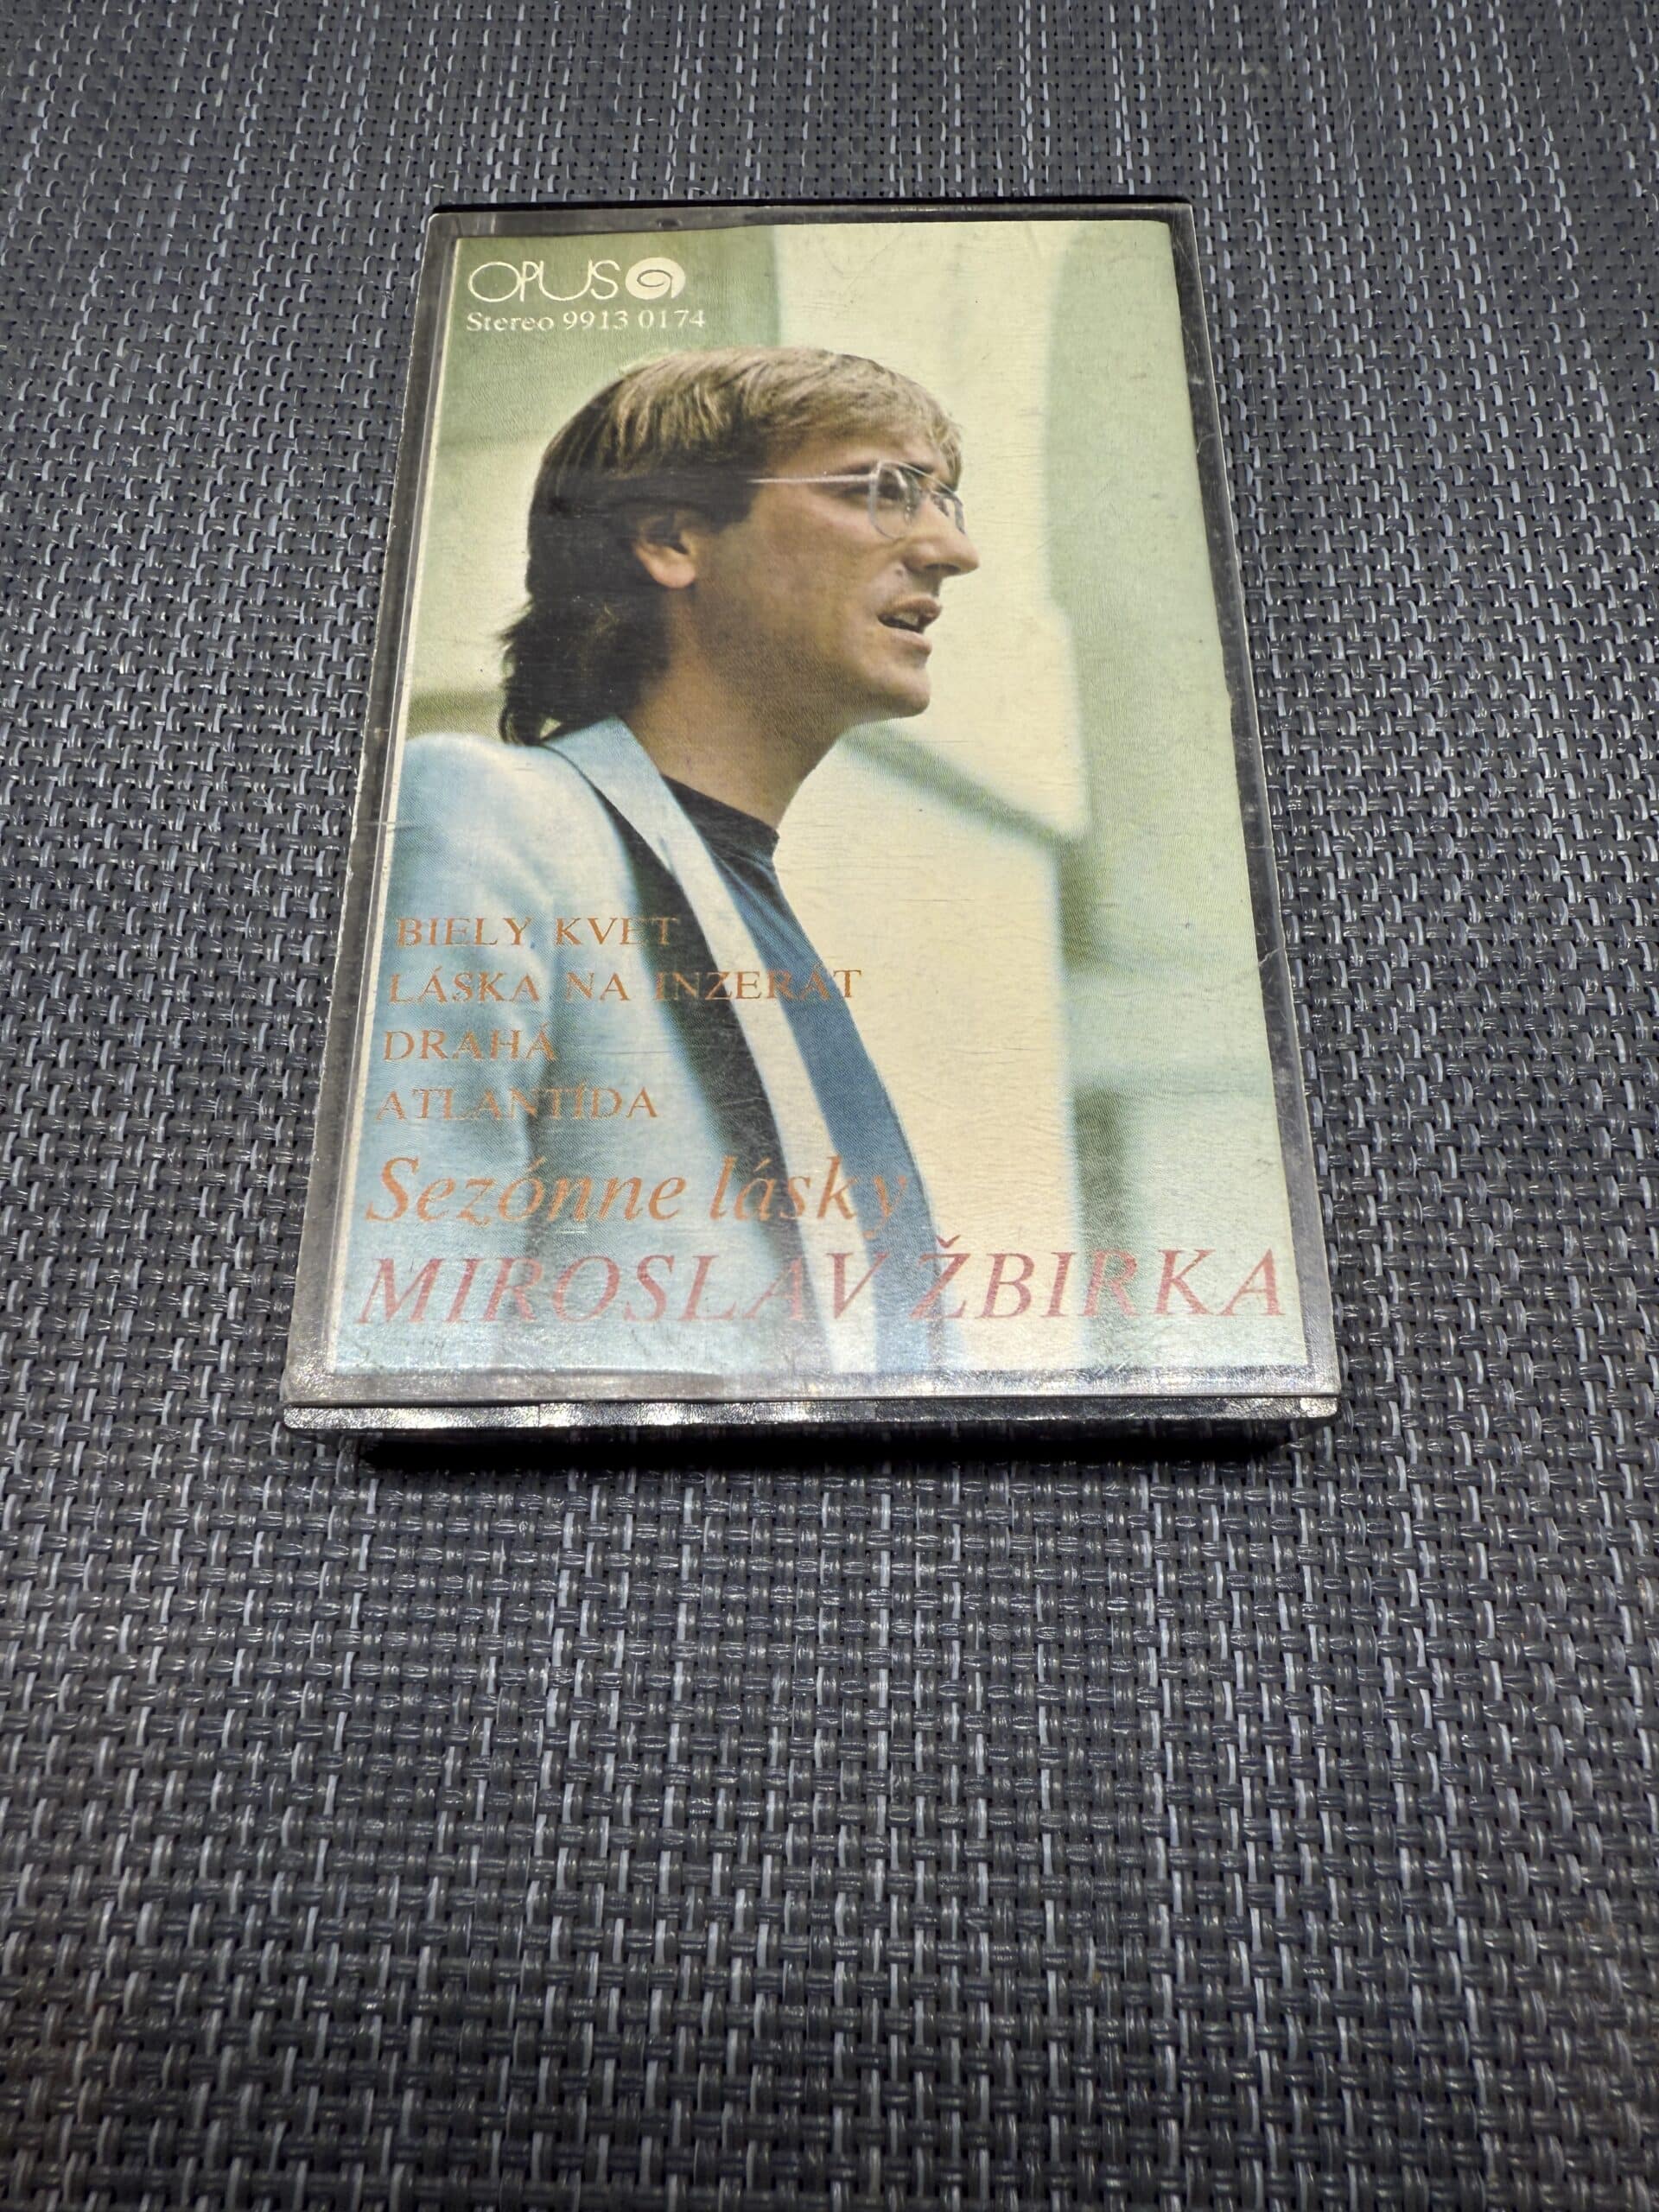 OPUS
Stereo 9913 0174
BIELY KVET
LÁSKA NA INZERÁT
DRAHÁ
ATLANTÍDA
Sezónne lásky
MIROSLAV ŽBIRKA